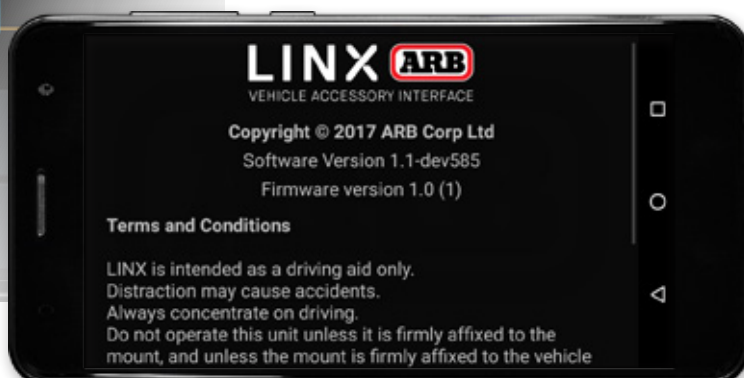 LINX ARB
VEHICLE ACCESSORY INTERFACE
Copyright © 2017 ARB Corp Ltd
Software Version 1.1-dev585
Firmware version 1.0 (1)
Terms and Conditions
LINX is intended as a driving aid only.
Distraction may cause accidents.
Always concentrate on driving.
Do not operate this unless it is firmly affixed to the
mount, and unless the mount is firmly affixed to the vehicle